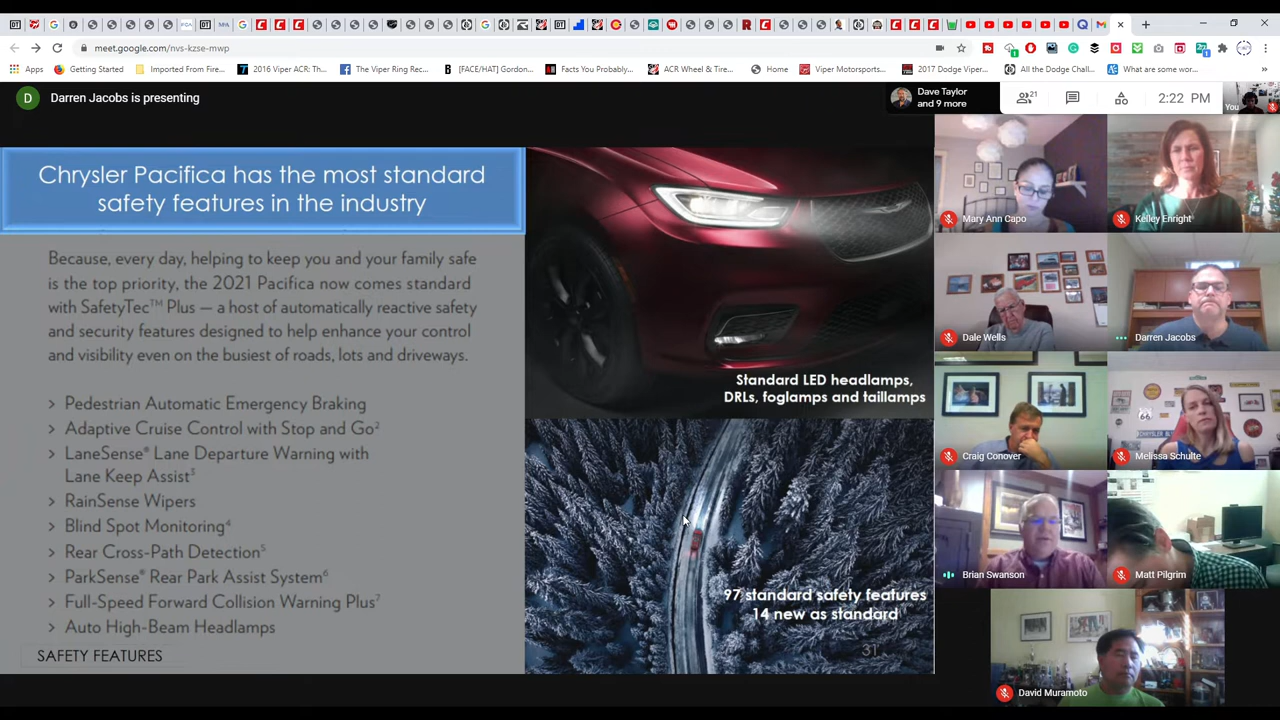 meet.google.com/nvs-kzse-mwp
Apps
Getting Started
Imported From Fire...
2016 Viper ACR: Th...
The Viper Ring Rec...
[FACE/HAT] Gordon...
Facts You Probably...
ACR Wheel & Tire...
Home
Viper Motorsports...
2017 Dodge Viper...
All the Dodge Chall...
What are some wor...
»
D
Darren Jacobs is presenting
Dave Taylor
and 9 more
21
2:22 PM
You
Chrysler Pacifica has the most standard
safety features in the industry
Because, every day, helping to keep you and your family safe
is the top priority, the 2021 Pacifica now comes standard
with SafetyTec™ Plus — a host of automatically reactive safety
and security features designed to help enhance your control
and visibility even on the busiest of roads, lots and driveways.
> Pedestrian Automatic Emergency Braking
> Adaptive Cruise Control with Stop and Go²
> LaneSense® Lane Departure Warning with
Lane Keep Assist³
> RainSense Wipers
> Blind Spot Monitoring⁴
> Rear Cross-Path Detection⁵
> ParkSense® Rear Park Assist System⁶
> Full-Speed Forward Collision Warning Plus⁷
> Auto High-Beam Headlamps
SAFETY FEATURES
Standard LED headlamps,
DRLs, foglamps and taillamps
97 standard safety features
14 new as standard
31
Mary Ann Capo
Kelley Enright
Dale Wells
Darren Jacobs
Craig Conover
66
Melissa Schulte
Brian Swanson
Matt Pilgrim
David Muramoto